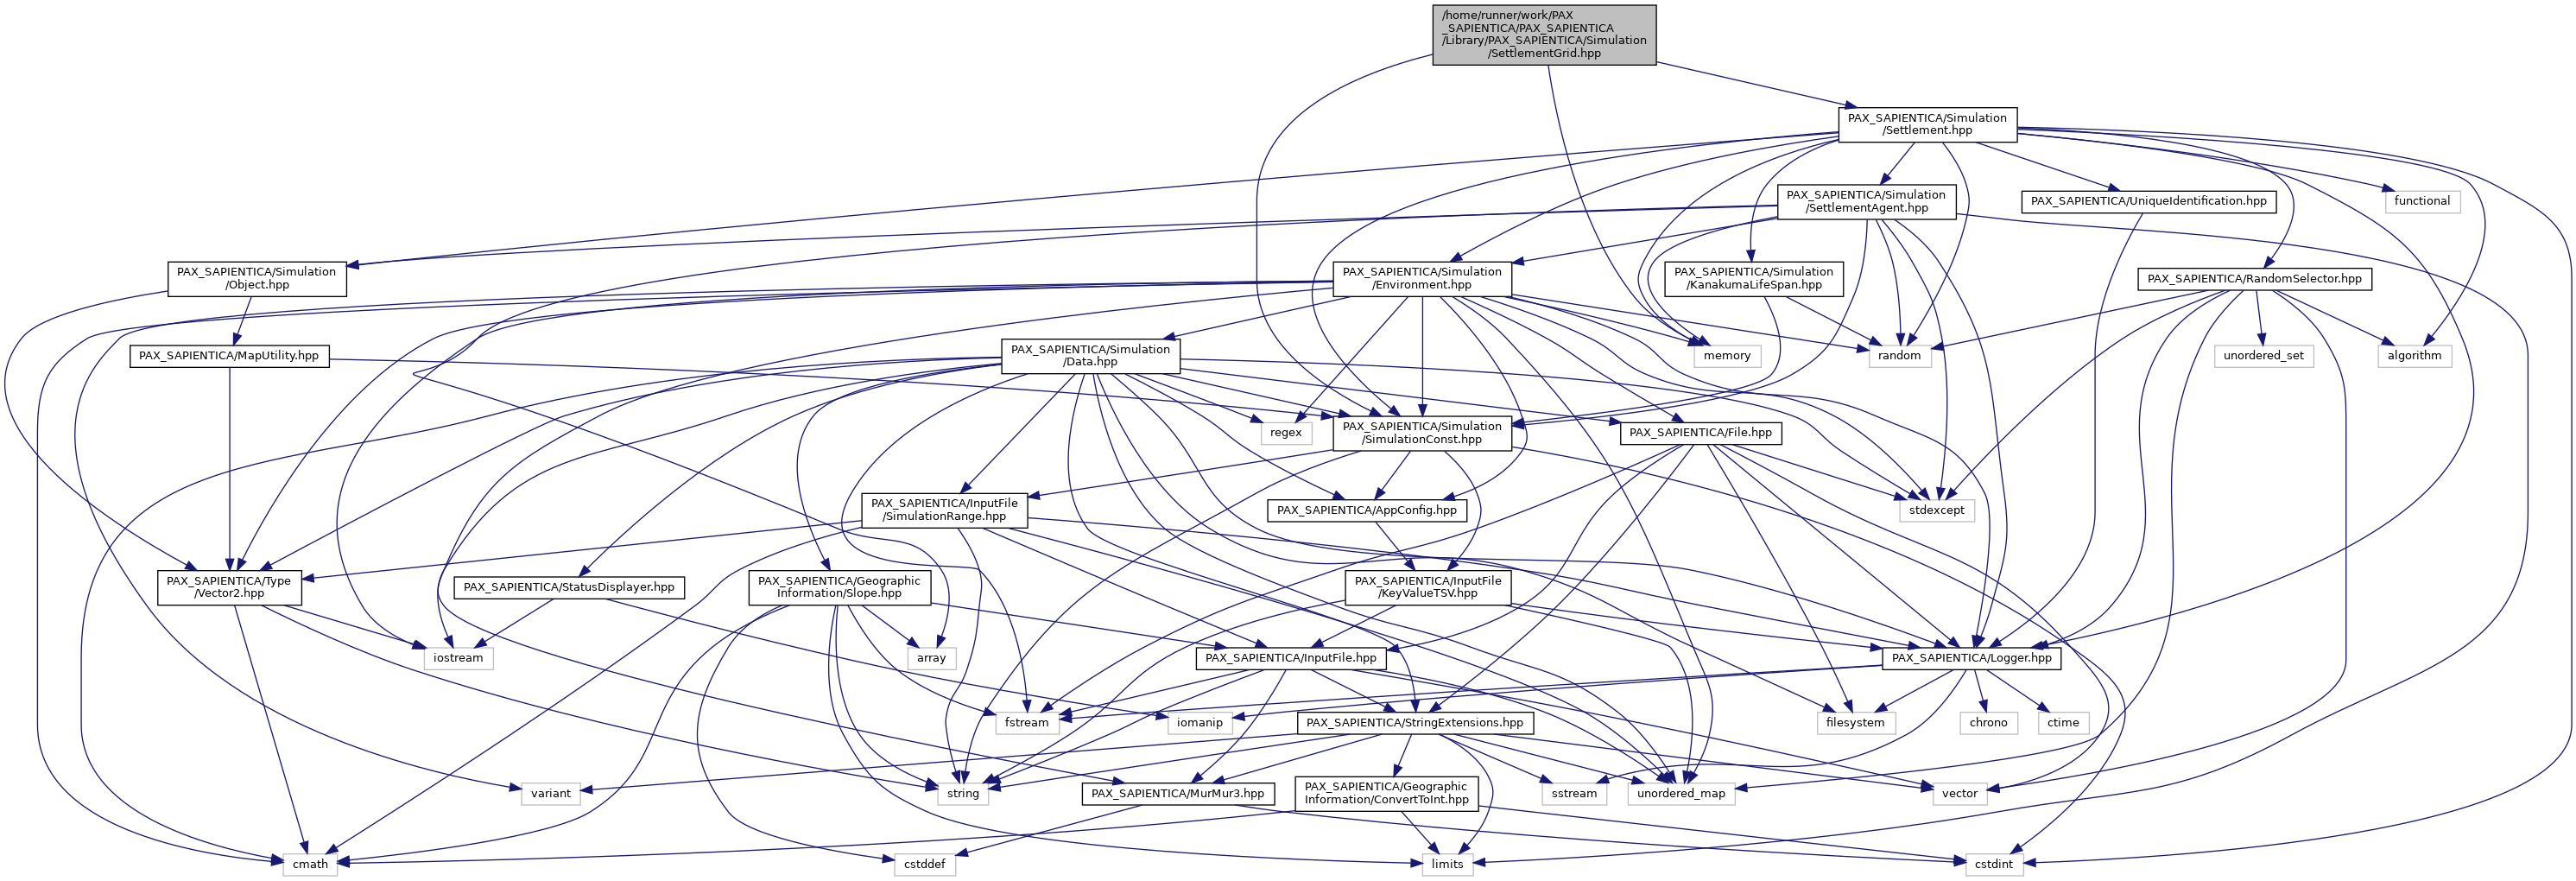 /home/runner/work/PAX
_SAPIENTICA/PAX_SAPIENTICA
/Library/PAX_SAPIENTICA/Simulation
/SettlementGrid.hpp
PAX_SAPIENTICA/Simulation
/Settlement.hpp
PAX_SAPIENTICA/Simulation
/SettlementAgent.hpp
PAX_SAPIENTICA/UniqueIdentification.hpp
functional
PAX_SAPIENTICA/Simulation
/Object.hpp
PAX_SAPIENTICA/Simulation
/Environment.hpp
PAX_SAPIENTICA/Simulation
/KanakumaLifeSpan.hpp
PAX_SAPIENTICA/RandomSelector.hpp
PAX_SAPIENTICA/MapUtility.hpp
PAX_SAPIENTICA/Simulation
/Data.hpp
memory
random
unordered_set
algorithm
regex
PAX_SAPIENTICA/Simulation
/SimulationConst.hpp
PAX_SAPIENTICA/File.hpp
PAX_SAPIENTICA/InputFile
/SimulationRange.hpp
PAX_SAPIENTICA/AppConfig.hpp
stdexcept
PAX_SAPIENTICA/Type
/Vector2.hpp
PAX_SAPIENTICA/StatusDisplayer.hpp
PAX_SAPIENTICA/Geographic
Information/Slope.hpp
PAX_SAPIENTICA/InputFile
/KeyValueTSV.hpp
iostream
array
PAX_SAPIENTICA/InputFile.hpp
PAX_SAPIENTICA/Logger.hpp
fstream
iomanip
PAX_SAPIENTICA/StringExtensions.hpp
filesystem
chrono
ctime
variant
string
PAX_SAPIENTICA/MurMur3.hpp
PAX_SAPIENTICA/Geographic
Information/ConvertToInt.hpp
sstream
unordered_map
vector
cmath
cstddef
limits
cstdint